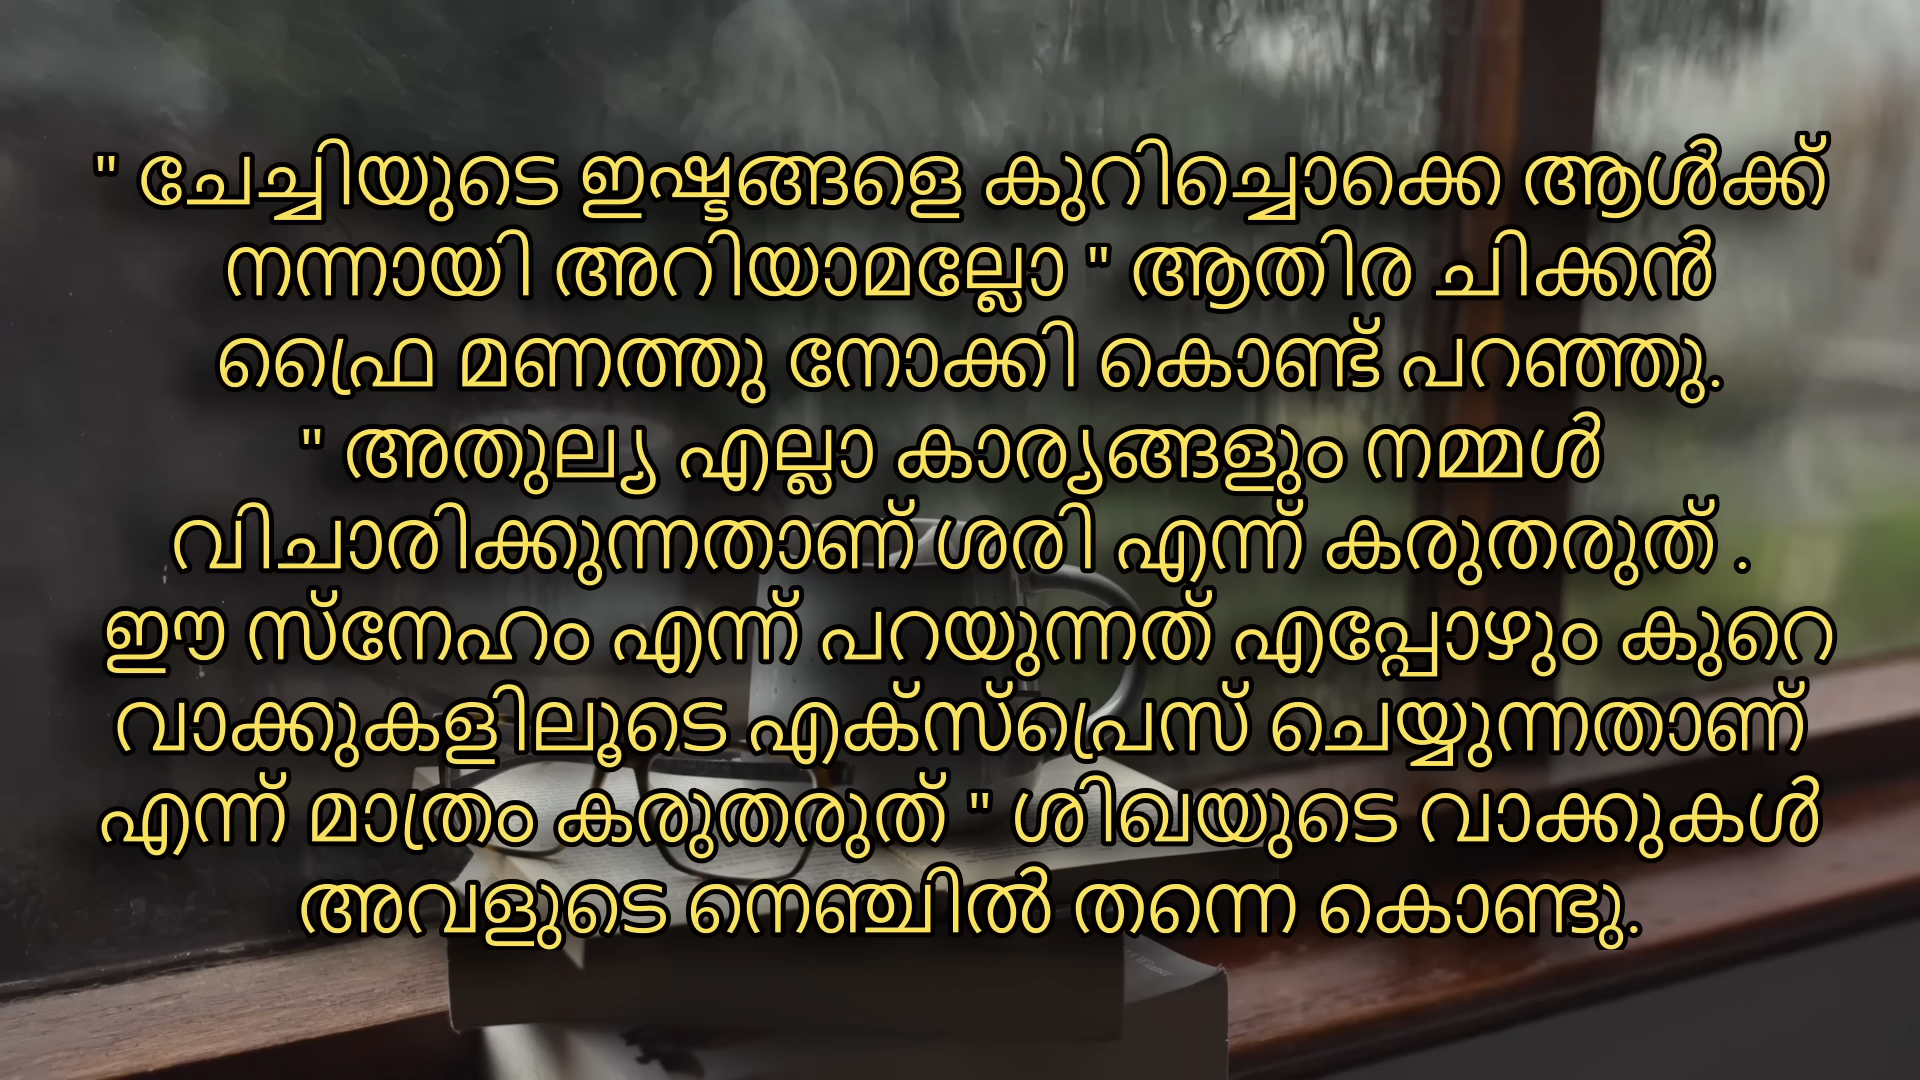 " ചേച്ചിയുടെ ഇഷ്ടങ്ങളെ കുറിച്ചൊക്കെ ആൾക്ക്
നന്നായി അറിയാമല്ലോ " ആതിര ചിക്കൻ
ഫ്രൈ മണത്തു നോക്കി കൊണ്ട് പറഞ്ഞു.
" അതുല്യ എല്ലാ കാര്യങ്ങളും നമ്മൾ
വിചാരിക്കുന്നതാണ് ശരി എന്ന് കരുതരുത് .
ഈ സ്നേഹം എന്ന് പറയുന്നത് എപ്പോഴും കുറെ
വാക്കുകളിലൂടെ എക്സ്പ്രെസ് ചെയ്യുന്നതാണ്
എന്ന് മാത്രം കരുതരുത് " ശിഖയുടെ വാക്കുകൾ
അവളുടെ നെഞ്ചിൽ തന്നെ കൊണ്ടു.